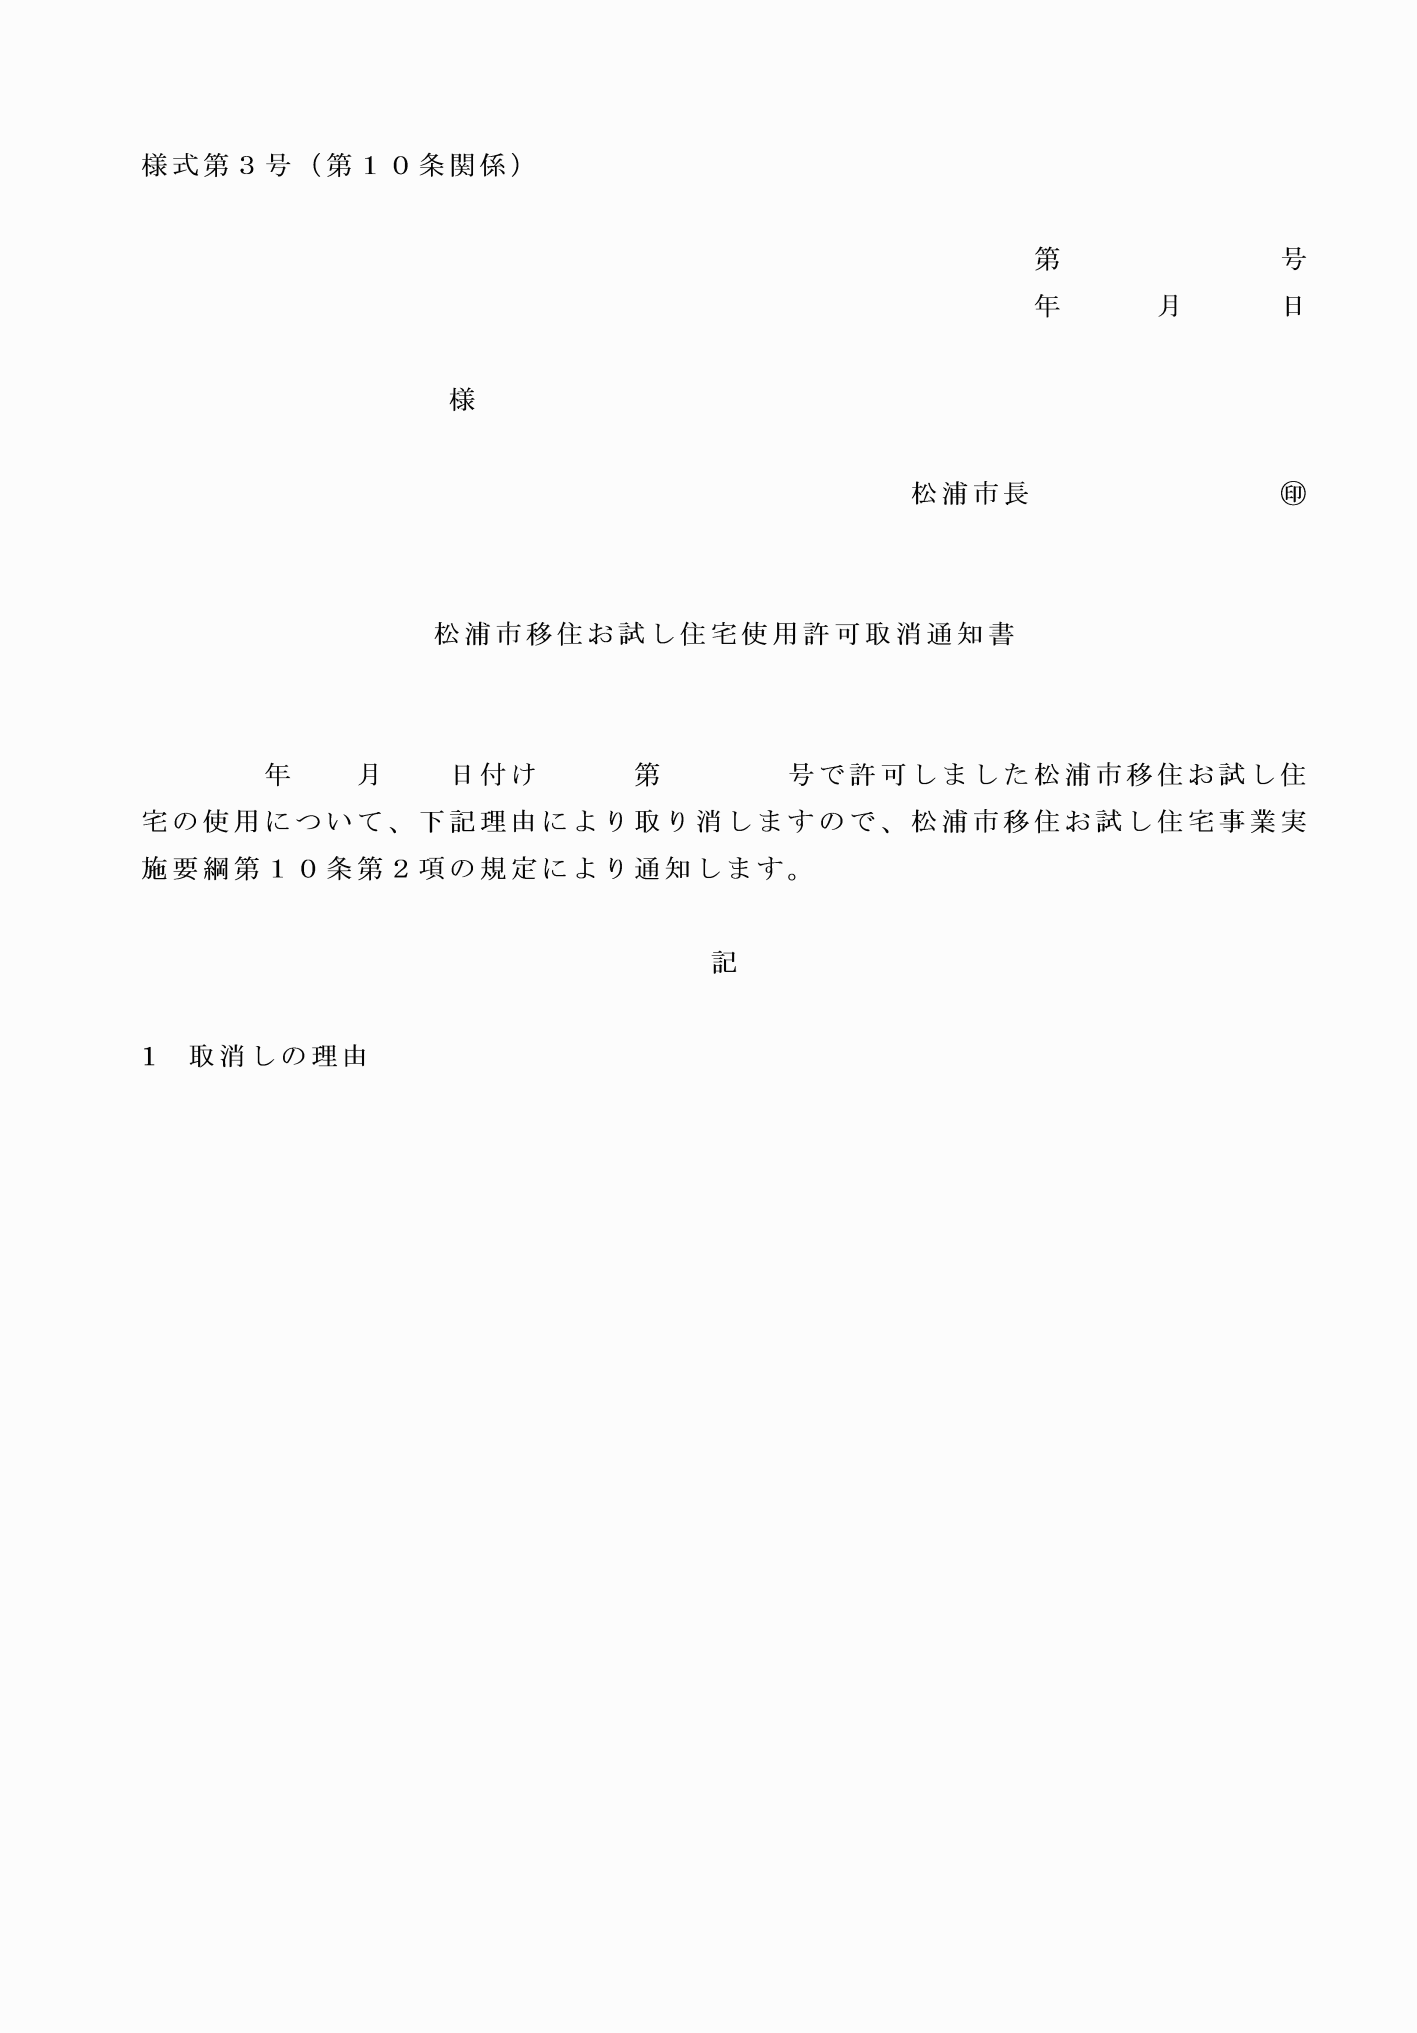 様式第３号（第１０条関係）
第　　　　　　　号
年　　　月　　　日
様
松浦市長　　　　　　　　㊞
松浦市移住お試し住宅使用許可取消通知書
年　　月　　日付け　　　第　　　　号で許可しました松浦市移住お試し住
宅の使用について、下記理由により取り消しますので、松浦市移住お試し住宅事業実
施要綱第１０条第２項の規定により通知します。
記
1　取消しの理由